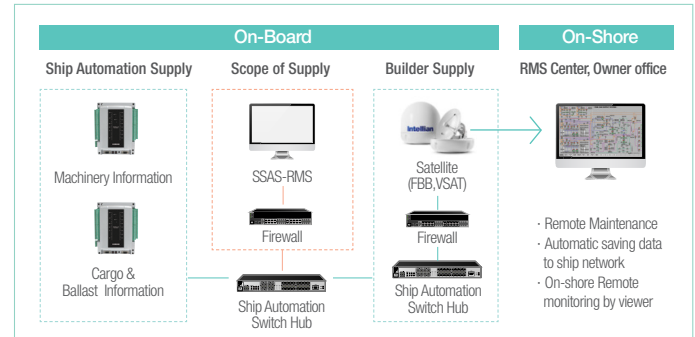 On-Board
On-Shore
Ship Automation Supply
Scope of Supply
Builder Supply
RMS Center, Owner office
Machinery Information
Cargo &
Ballast Information
SSAS-RMS
Firewall
Ship Automation
Switch Hub
Intellian
Satellite
(FBB,VSAT)
Firewall
Ship Automation
Switch Hub
· Remote Maintenance
· Automatic saving data
to ship network
· On-shore Remote
monitoring by viewer